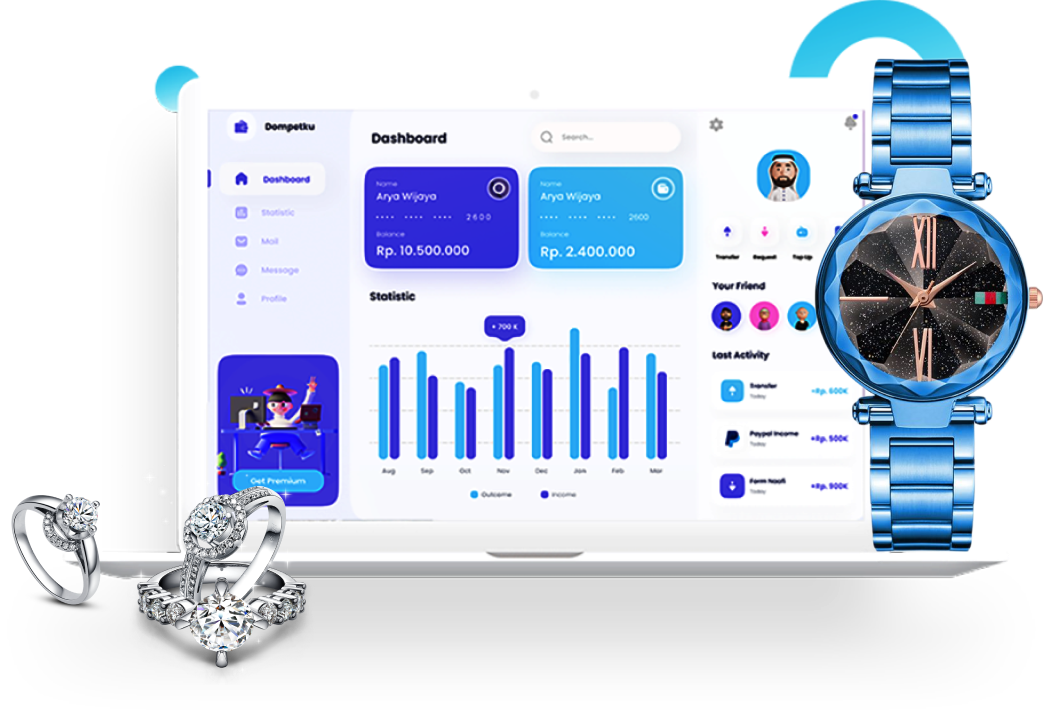 Dompetku
Dashboard
Statistic
Mail
Message
Profile
Get Premium
Dashboard
Search...
Name
Arya Wijaya
2600
Balance
Rp. 10.500.000
Name
Arya Wijaya
2600
Balance
Rp. 2.400.000
Statistic
+ 700 K
Aug Sep Oct Nov Dec Jan Feb Mar
Outcome Income
Transfer Request Top Up
Your Friend
Last Activity
Transfer
Today
+Rp. 600K
Paypal Income
Today
+Rp. 500K
Today
+Rp. 900K
XII
VI